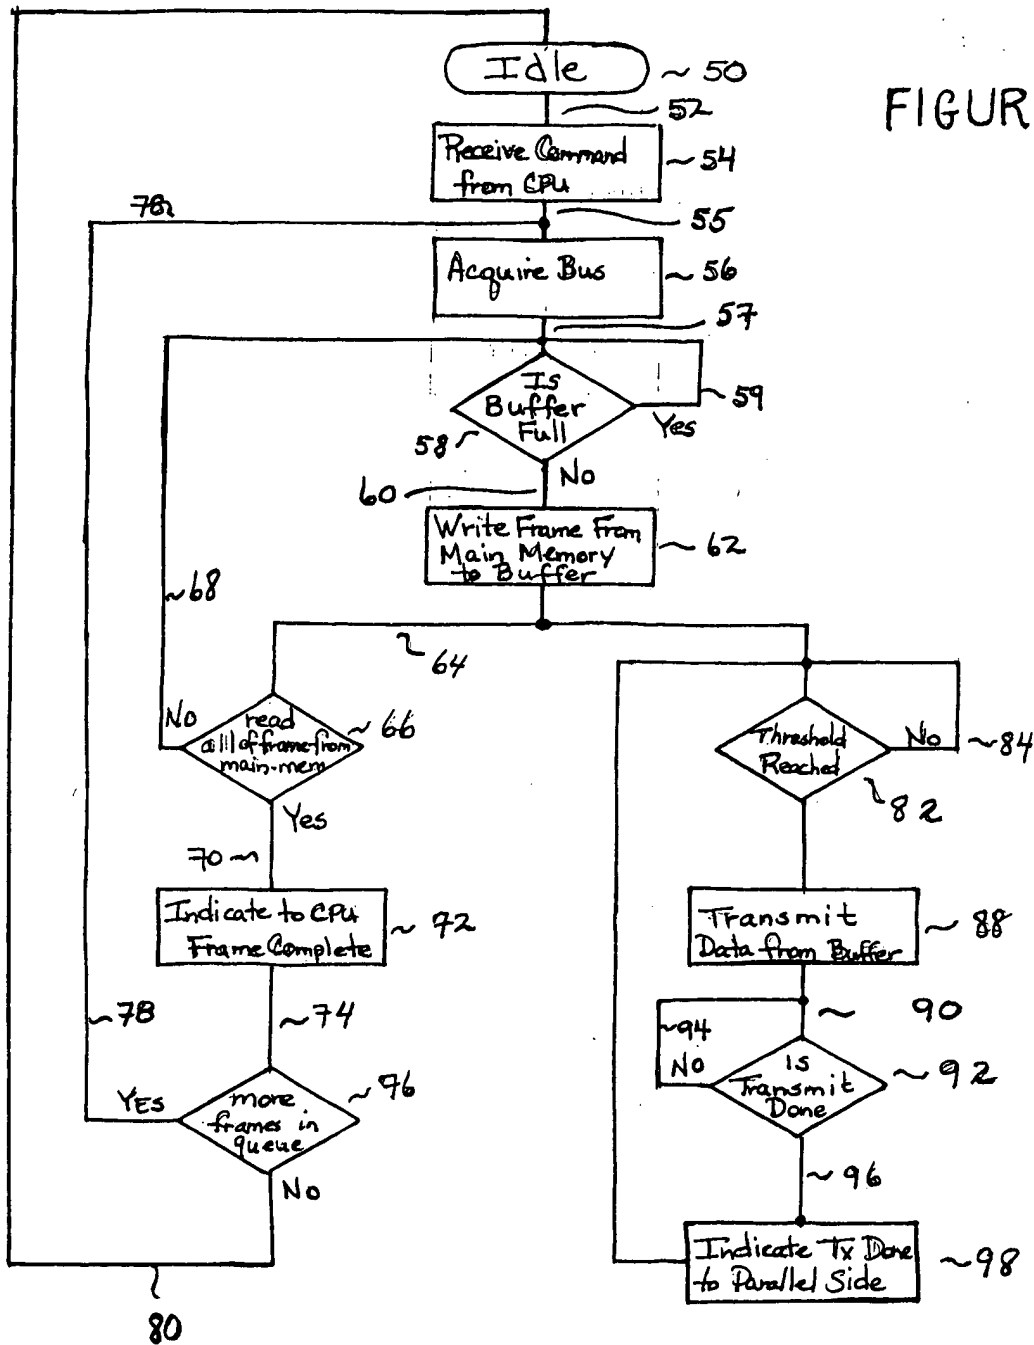 Idle
50
52
FIGUR
Receive Command
from CPU
54
78
55
Acquire Bus
56
57
Is
Buffer
Full
58
59
Yes
60
No
Write Frame From
Main Memory
to Buffer
62
68
64
No
read
all of frame from
main-mem
66
Threshold
Reached
No
84
82
Yes
70
Indicate to CPU
Frame Complete
72
Transmit
Data from Buffer
88
78
74
94
90
No
Is
Transmit
Done
92
YES
more
frames in
queue
76
No
96
Indicate Tx Done
to Parallel Side
98
80